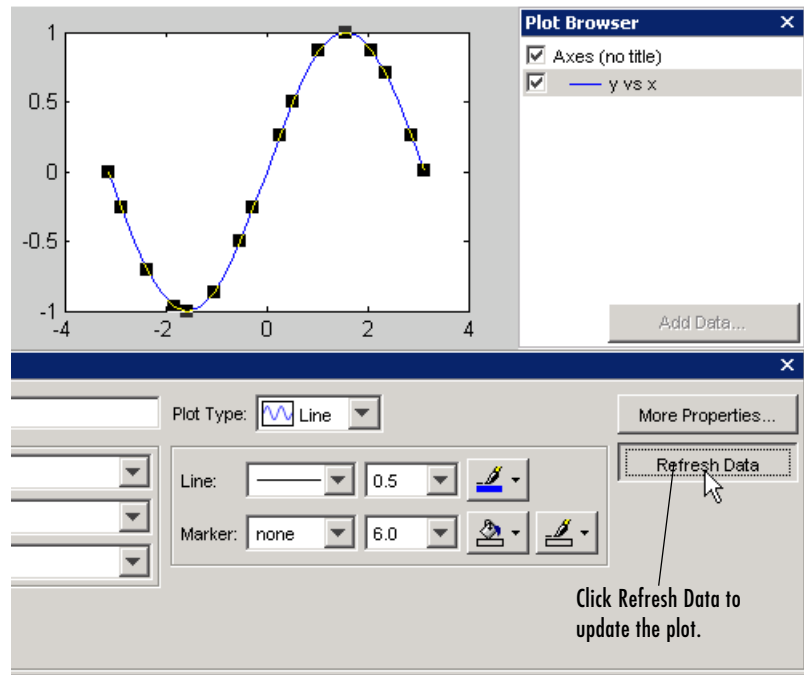 1
0.5
0
-0.5
-1
-4 -2 0 2 4
Plot Browser
Axes (no title)
y vs x
Add Data...
Plot Type: Line
More Properties...
Line: 0.5
Refresh Data
Marker: none 6.0
Click Refresh Data to
update the plot.